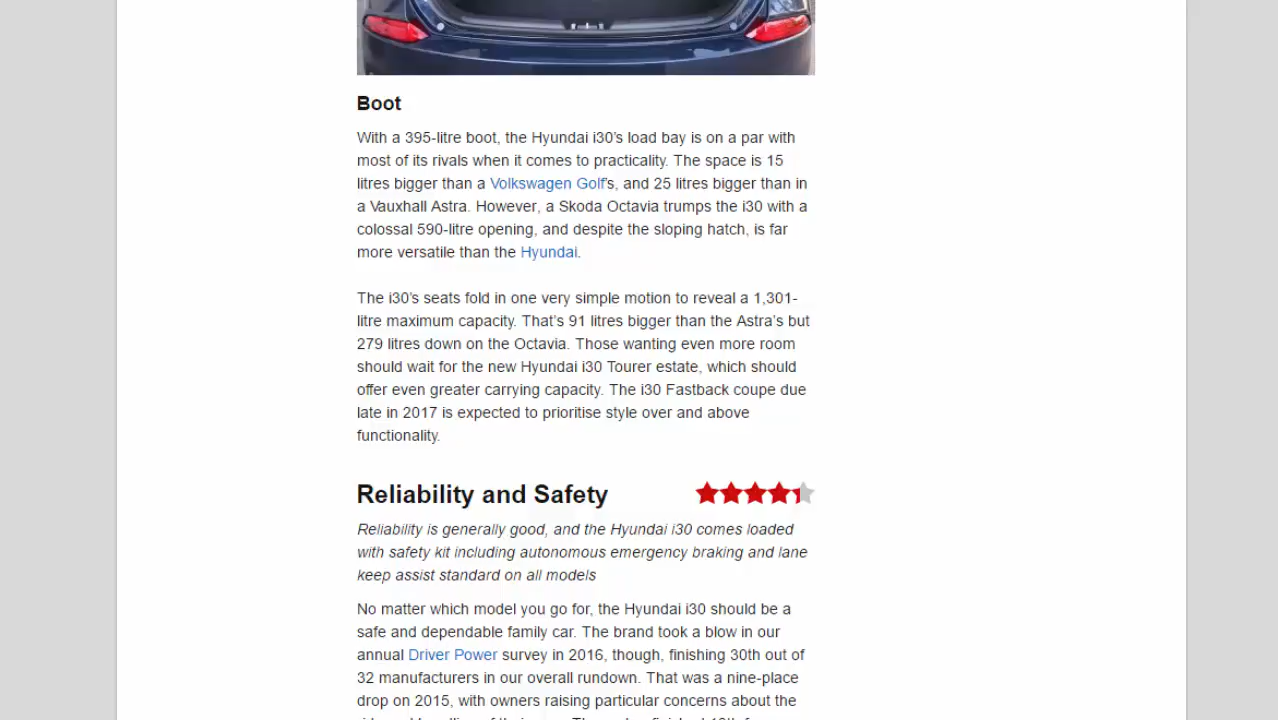 Boot
With a 395-litre boot, the Hyundai i30's load bay is on a par with
most of its rivals when it comes to practicality. The space is 15
litres bigger than a Volkswagen Golf's, and 25 litres bigger than in
a Vauxhall Astra. However, a Skoda Octavia trumps the i30 with a
colossal 590-litre opening, and despite the sloping hatch, is far
more versatile than the Hyundai.
The i30's seats fold in one very simple motion to reveal a 1,301-
litre maximum capacity. That's 91 litres bigger than the Astra's but
279 litres down on the Octavia. Those wanting even more room
should wait for the new Hyundai i30 Tourer estate, which should
offer even greater carrying capacity. The i30 Fastback coupe due
late in 2017 is expected to prioritise style over and above
functionality.
Reliability and Safety
Reliability is generally good, and the Hyundai i30 comes loaded
with safety kit including autonomous emergency braking and lane
keep assist standard on all models
No matter which model you go for, the Hyundai i30 should be a
safe and dependable family car. The brand took a blow in our
annual Driver Power survey in 2016, though, finishing 30th out of
32 manufacturers in our overall rundown. That was a nine-place
drop on 2015, with owners raising particular concerns about the